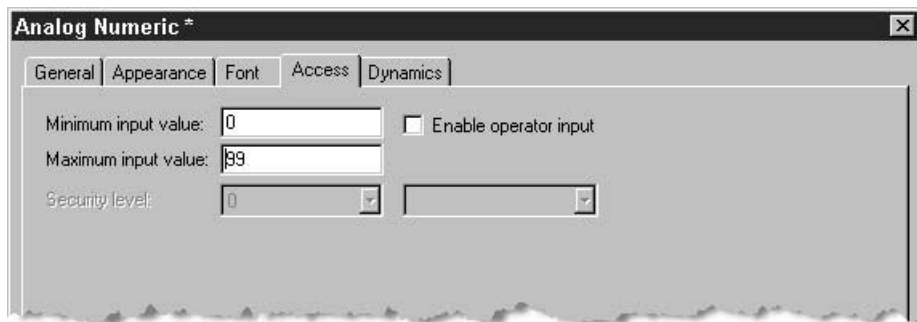 Analog Numeric *
General Appearance Font Access Dynamics
Minimum input value: 0 Enable operator input
Maximum input value: 99
Security level: 0